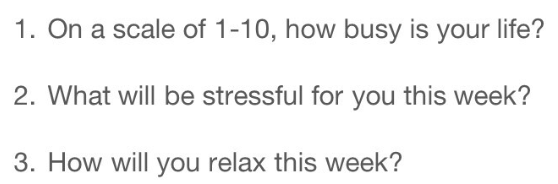 1. On a scale of 1-10, how busy is your life?
2. What will be stressful for you this week?
3. How will you relax this week?